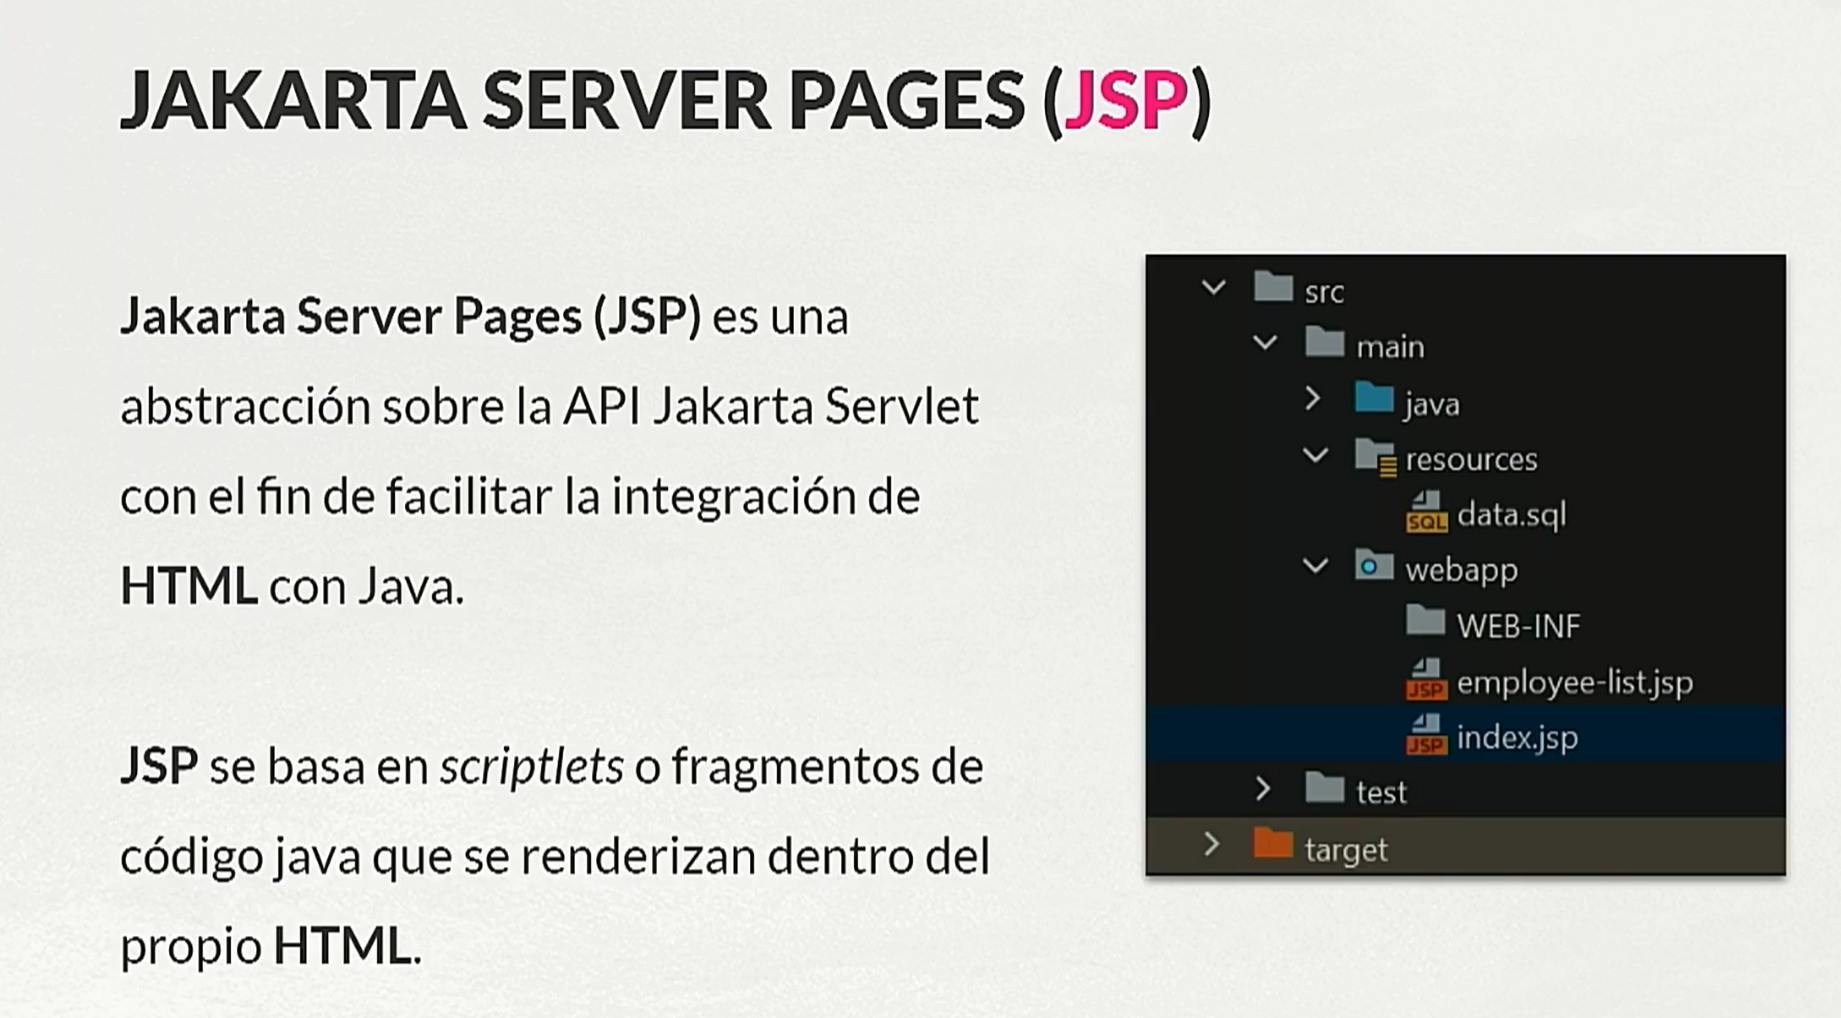 JAKARTA SERVER PAGES (JSP)
Jakarta Server Pages (JSP) es una
abstracción sobre la API Jakarta Servlet
con el fin de facilitar la integración de
HTML con Java.
JSP se basa en scriptlets o fragmentos de
código java que se renderizan dentro del
propio HTML.
src
main
java
resources
SQL data.sql
webapp
WEB-INF
JSP employee-list.jsp
JSP index.jsp
test
target